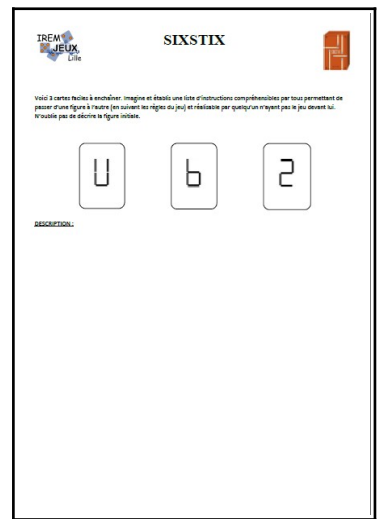 IREM
JEUX
Lille
SIXSTIX
Voici 3 cartes faciles à enchaîner. Imagine et établis une liste d'instructions compréhensibles par tous permettant de
passer d'une figure à l'autre (en suivant les règles du jeu) et réalisable par quelqu'un n'ayant pas le jeu devant lui.
N'oublie pas de décrire la figure initiale.
U b 2
DESCRIPTION :